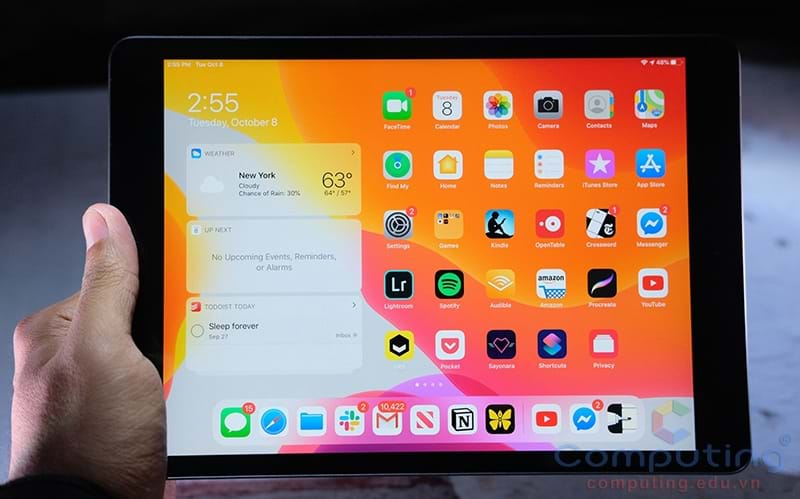 2:55 PM Tue Oct 8
48%
2:55
Tuesday, October 8
WEATHER
New York
Cloudy
Chance of Rain: 30%
63°
64° / 57°
8 UP NEXT
No Upcoming Events, Reminders,
or Alarms
TODOIST TODAY
Sleep forever
Sep 27
Inbox
1
Tuesday
8
FaceTime Calendar Photos Camera Contacts Maps
Find My Home Notes Reminders iTunes Store App Store
2 1 2
Settings Games Kindle OpenTable Crossword Messenger
Lr amazon
Lightroom Spotify Audible Amazon Procreate YouTube
Pocket Sayonara Shortcuts Privacy
15 2 10,422 2
N N
Computing
computing.edu.vn